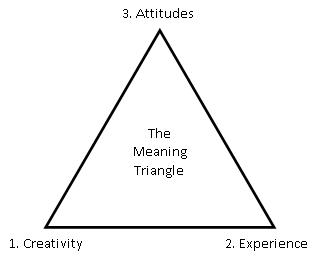 3. Attitudes
The
Meaning
Triangle
1. Creativity
2. Experience